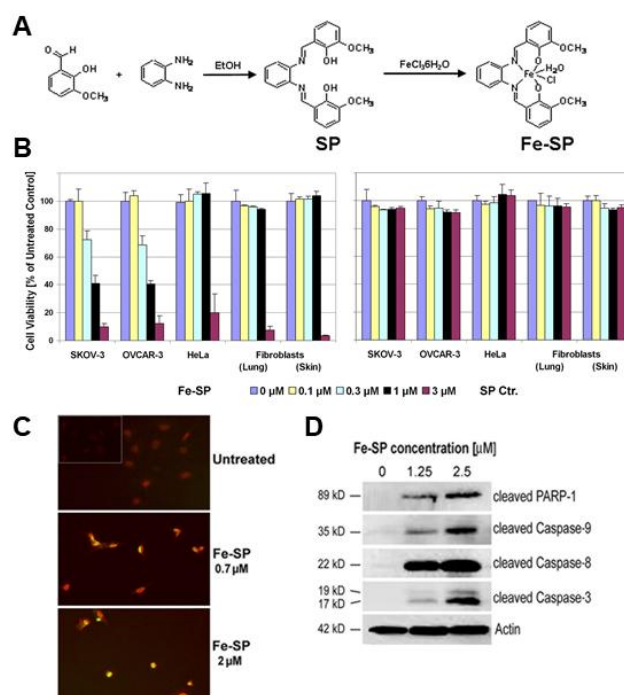 A
O
OH
OCH₃
+
NH₂
NH₂
EtOH
N
N
OCH₃
OH
OH
OCH₃
SP
FeCl₃6H₂O
N
N
O
O
Fe
H₂O
Cl
OCH₃
OCH₃
Fe-SP
B
Cell Viability [% of Untreated Control]
100
80
60
40
20
0
SKOV-3 OVCAR-3 HeLa Fibroblasts
(Lung) (Skin)
SKOV-3 OVCAR-3 HeLa Fibroblasts
(Lung) (Skin)
Fe-SP 0 µM 0.1 µM 0.3 µM 1 µM 3 µM SP Ctr.
C
Untreated
Fe-SP
0.7 µM
Fe-SP
2 µM
D
Fe-SP concentration [µM]
0 1.25 2.5
89 kD cleaved PARP-1
35 kD cleaved Caspase-9
22 kD cleaved Caspase-8
19 kD
17 kD cleaved Caspase-3
42 kD Actin